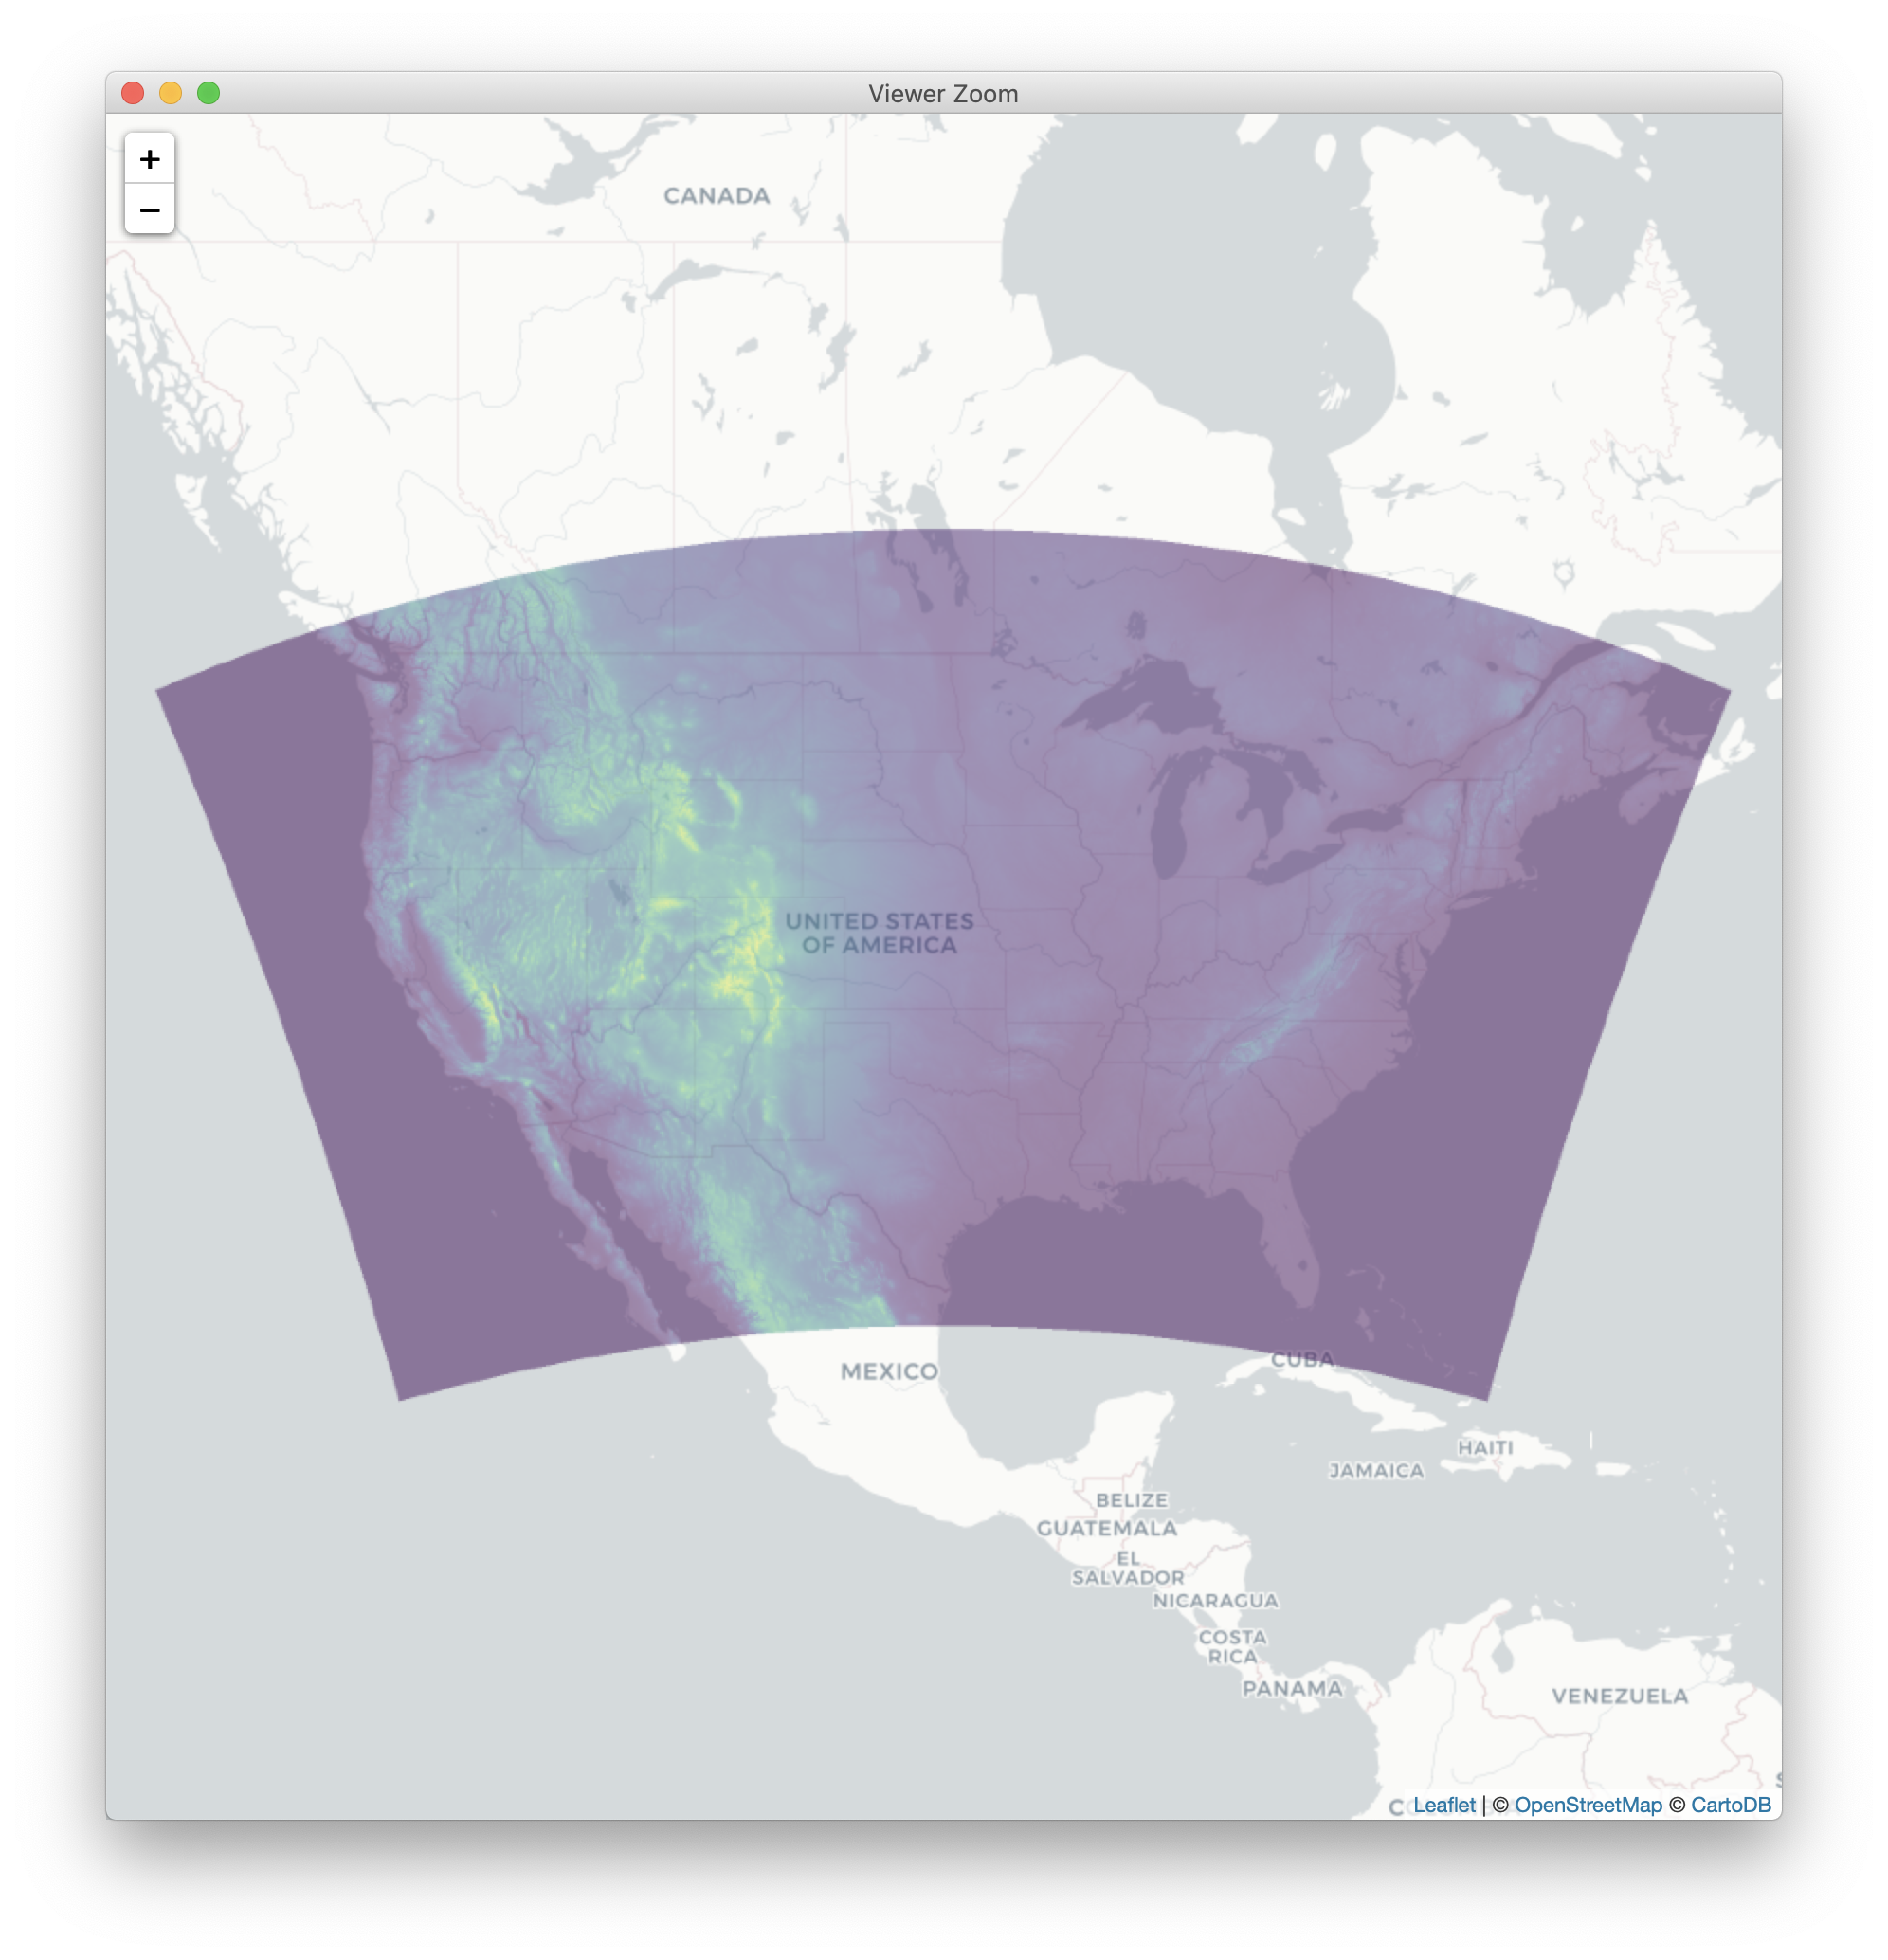 Viewer Zoom
+
−
CANADA
UNITED STATES
OF AMERICA
MEXICO
CUBA
HAITI
JAMAICA
BELIZE
GUATEMALA
EL
SALVADOR
NICARAGUA
COSTA
RICA
PANAMA
VENEZUELA
Leaflet | © OpenStreetMap © CartoDB